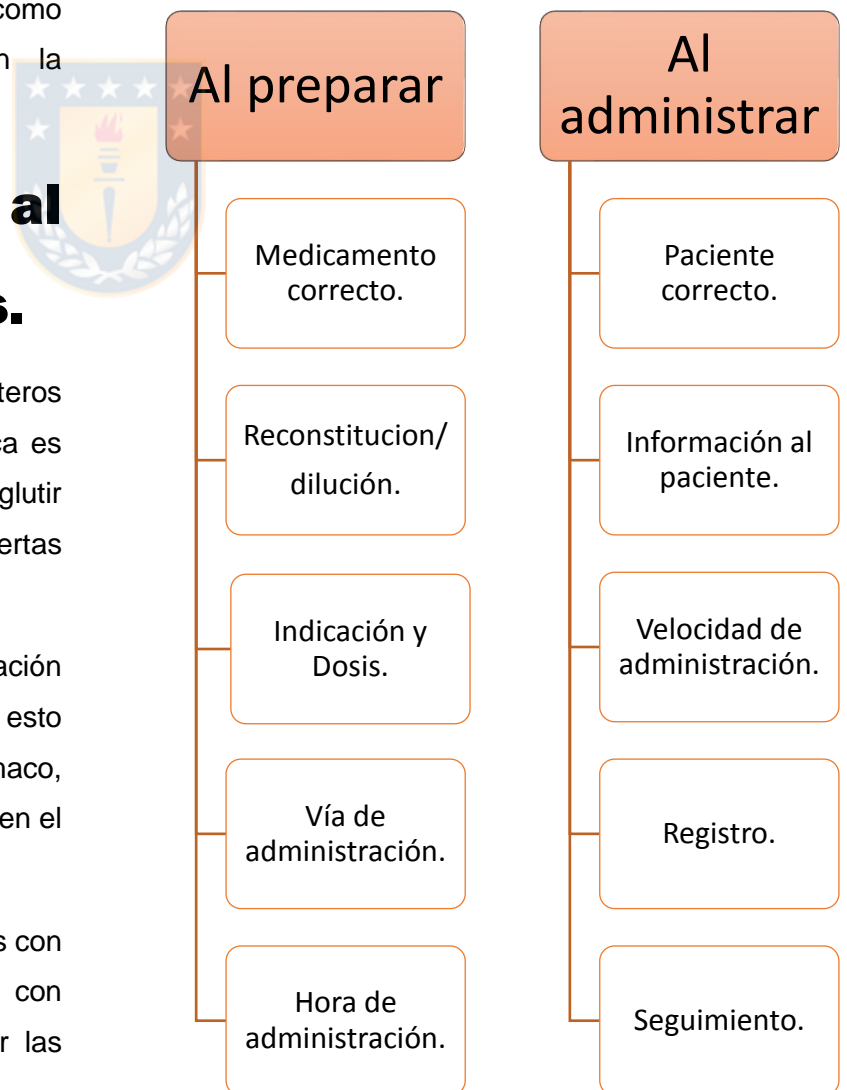 como
la
al
s.
teros
ca es
glutir
ertas
ación
esto
naco,
en el
s con
con
r las
Al preparar
Medicamento
correcto.
Reconstitucion/
dilución.
Indicación y
Dosis.
Vía de
administración.
Hora de
administración.
Al
administrar
Paciente
correcto.
Información al
paciente.
Velocidad de
administración.
Registro.
Seguimiento.